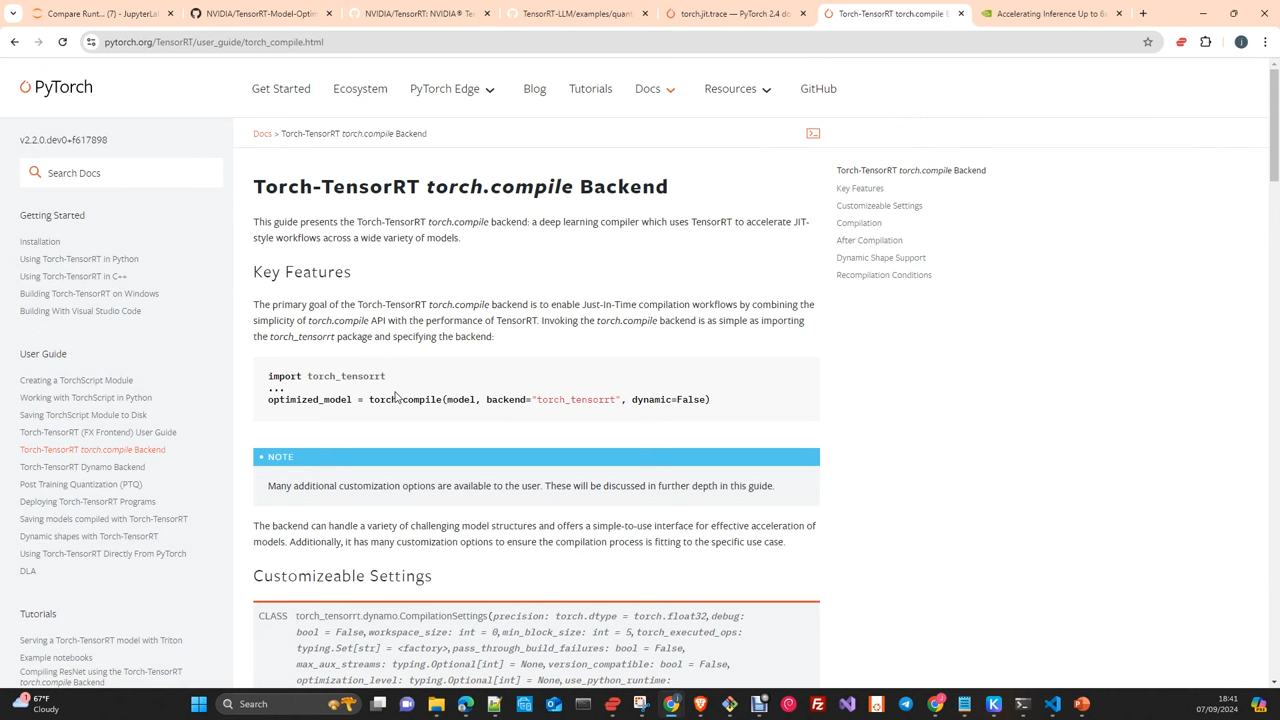 Compare Run... (7) - JupyterLab
NVIDIA/TensorRT-Model-Optim
NVIDIA/TensorRT: NVIDIA® Ten
TensorRT-LLM/examples/quant
torch.jit.trace — PyTorch 2.4 do
Torch-TensorRT torch.compile B
Accelerating Inference Up to 6x
pytorch.org/TensorRT/user_guide/torch_compile.html
PyTorch
Get Started
Ecosystem
PyTorch Edge
Blog
Tutorials
Docs
Resources
GitHub
v2.2.0.dev0+f617898
Search Docs
Getting Started
Installation
Using Torch-TensorRT in Python
Using Torch-TensorRT in C++
Building Torch-TensorRT on Windows
Building With Visual Studio Code
User Guide
Creating a TorchScript Module
Working with TorchScript in Python
Saving TorchScript Module to Disk
Torch-TensorRT (FX Frontend) User Guide
Torch-TensorRT torch.compile Backend
Torch-TensorRT Dynamo Backend
Post Training Quantization (PTQ)
Deploying Torch-TensorRT Programs
Saving models compiled with Torch-TensorRT
Dynamic shapes with Torch-TensorRT
Using Torch-TensorRT Directly From PyTorch
DLA
Tutorials
Serving a Torch-TensorRT model with Triton
Example notebooks
Compiling ResNet using the Torch-TensorRT
torch.compile Backend
Docs > Torch-TensorRT torch.compile Backend
Torch-TensorRT torch.compile Backend
This guide presents the Torch-TensorRT torch.compile backend: a deep learning compiler which uses TensorRT to accelerate JIT-
style workflows across a wide variety of models.
Key Features
The primary goal of the Torch-TensorRT torch.compile backend is to enable Just-In-Time compilation workflows by combining the
simplicity of torch.compile API with the performance of TensorRT. Invoking the torch.compile backend is as simple as importing
the torch_tensorrt package and specifying the backend:
import torch_tensorrt
...
optimized_model = torch.compile(model, backend="torch_tensorrt", dynamic=False)
NOTE
Many additional customization options are available to the user. These will be discussed in further depth in this guide.
The backend can handle a variety of challenging model structures and offers a simple-to-use interface for effective acceleration of
models. Additionally, it has many customization options to ensure the compilation process is fitting to the specific use case.
Customizeable Settings
CLASS torch_tensorrt.dynamo.CompilationSettings(precision: torch.dtype = torch.float32, debug:
bool = False, workspace_size: int = 0, min_block_size: int = 5, torch_executed_ops:
typing.Set[str] = <factory>, pass_through_build_failures: bool = False,
max_aux_streams: typing.Optional[int] = None, version_compatible: bool = False,
optimization_level: typing.Optional[int] = None, use_python_runtime:
Torch-TensorRT torch.compile Backend
Key Features
Customizeable Settings
Compilation
After Compilation
Dynamic Shape Support
Recompilation Conditions
67°F
Cloudy
Search
18:41
07/09/2024